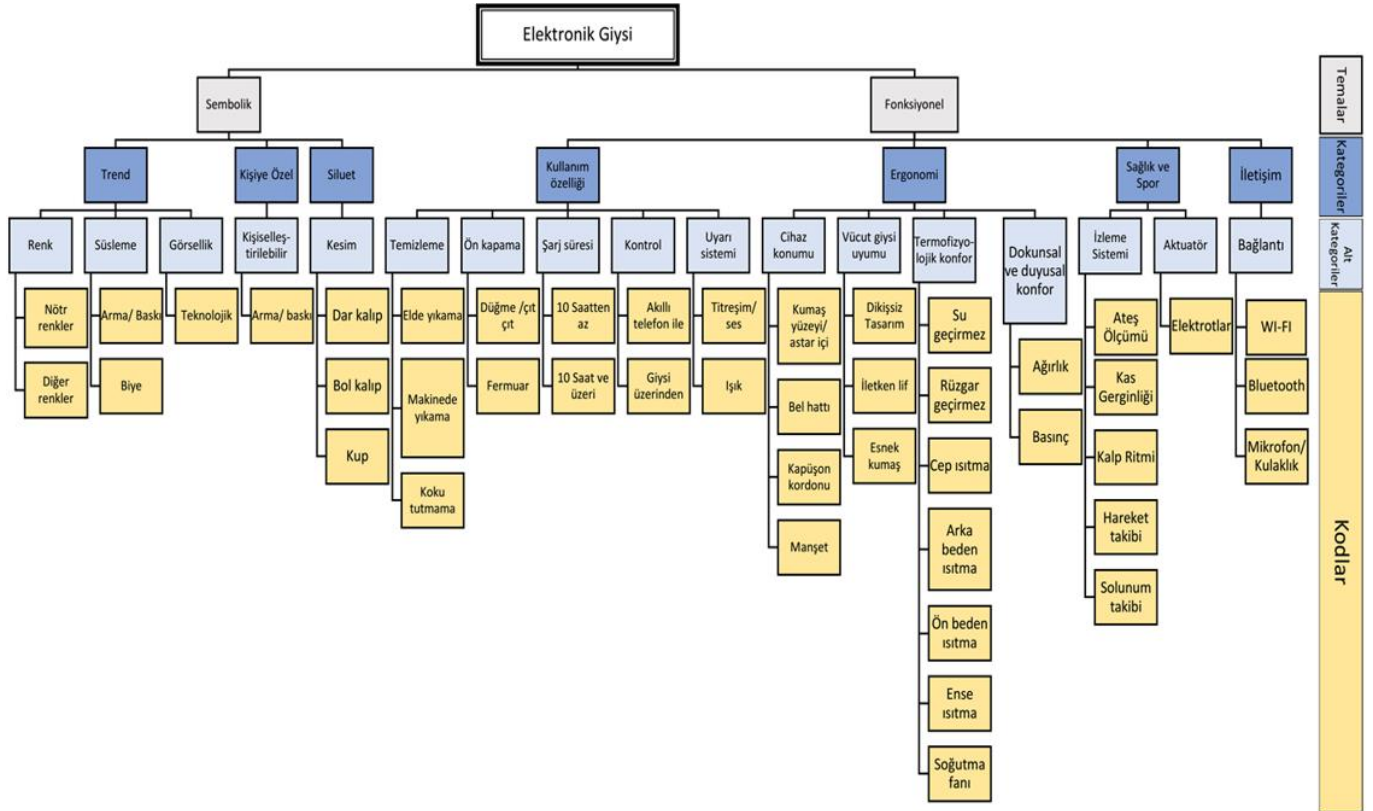 Elektronik Giysi
Temalar
Sembolik
Fonksiyonel
Kategoriler
Trend
Kişiye Özel
Siluet
Kullanım
özelliği
Ergonomi
Sağlık ve
Spor
İletişim
Alt
Kategoriler
Renk
Süsleme
Görsellik
Kişiselleş-
tirilebilir
Kesim
Temizleme
Ön kapama
Şarj süresi
Kontrol
Uyarı
sistemi
Cihaz
konumu
Vücut giysi
uyumu
Termofizyo-
lojik konfor
Dokunsal
ve duyusal
konfor
İzleme
Sistemi
Aktuatör
Bağlantı
Kodlar
Nötr
renkler
Diğer
renkler
Arma/ Baskı
Biye
Teknolojik
Arma/ baskı
Dar kalıp
Bol kalıp
Kup
Elde yıkama
Makinede
yıkama
Koku
tutmama
Düğme /çıt
çıt
Fermuar
10 Saatten
az
10 Saat ve
üzeri
Akıllı
telefon ile
Giysi
üzerinden
Titreşim/
ses
Işık
Kumaş
yüzeyi/
astar içi
Bel hattı
Kapüşon
kordonu
Manşet
Dikişsiz
Tasarım
İletken lif
Esnek
kumaş
Su
geçirmez
Rüzgar
geçirmez
Cep ısıtma
Arka
beden
ısıtma
Ön beden
ısıtma
Ense
ısıtma
Soğutma
fanı
Ağırlık
Basınç
Ateş
Ölçümü
Kas
Gerginliği
Kalp Ritmi
Hareket
takibi
Solunum
takibi
Elektrotlar
WI-FI
Bluetooth
Mikrofon/
Kulaklık